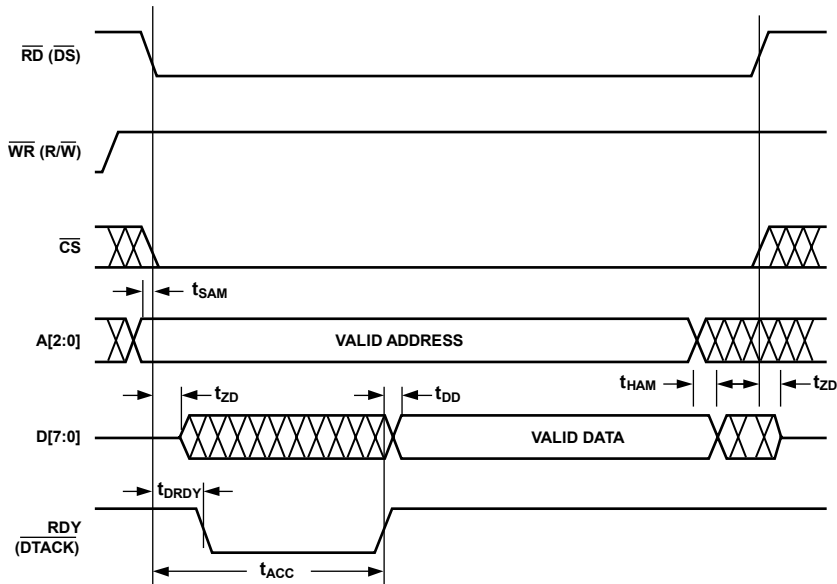 RD (DS)
WR (R/W)
CS
tSAM
A[2:0]
VALID ADDRESS
tHAM
tZD
tZD
tDD
D[7:0]
VALID DATA
tDRDY
RDY
(DTACK)
tACC